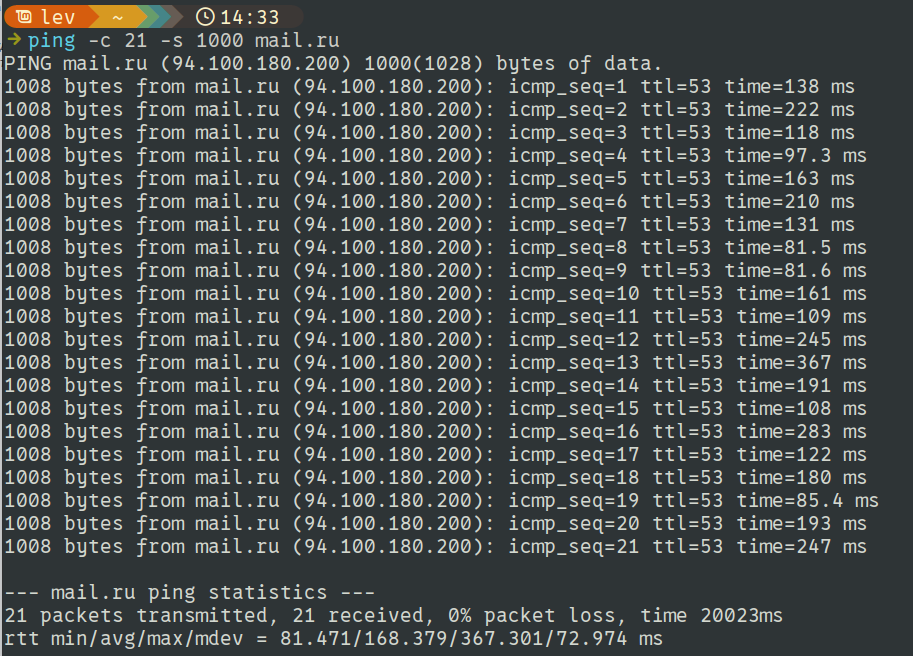 lev ~ 14:33
→ ping -c 21 -s 1000 mail.ru
PING mail.ru (94.100.180.200) 1000(1028) bytes of data.
1008 bytes from mail.ru (94.100.180.200): icmp_seq=1 ttl=53 time=138 ms
1008 bytes from mail.ru (94.100.180.200): icmp_seq=2 ttl=53 time=222 ms
1008 bytes from mail.ru (94.100.180.200): icmp_seq=3 ttl=53 time=118 ms
1008 bytes from mail.ru (94.100.180.200): icmp_seq=4 ttl=53 time=97.3 ms
1008 bytes from mail.ru (94.100.180.200): icmp_seq=5 ttl=53 time=163 ms
1008 bytes from mail.ru (94.100.180.200): icmp_seq=6 ttl=53 time=210 ms
1008 bytes from mail.ru (94.100.180.200): icmp_seq=7 ttl=53 time=131 ms
1008 bytes from mail.ru (94.100.180.200): icmp_seq=8 ttl=53 time=81.5 ms
1008 bytes from mail.ru (94.100.180.200): icmp_seq=9 ttl=53 time=81.6 ms
1008 bytes from mail.ru (94.100.180.200): icmp_seq=10 ttl=53 time=161 ms
1008 bytes from mail.ru (94.100.180.200): icmp_seq=11 ttl=53 time=109 ms
1008 bytes from mail.ru (94.100.180.200): icmp_seq=12 ttl=53 time=245 ms
1008 bytes from mail.ru (94.100.180.200): icmp_seq=13 ttl=53 time=367 ms
1008 bytes from mail.ru (94.100.180.200): icmp_seq=14 ttl=53 time=191 ms
1008 bytes from mail.ru (94.100.180.200): icmp_seq=15 ttl=53 time=108 ms
1008 bytes from mail.ru (94.100.180.200): icmp_seq=16 ttl=53 time=283 ms
1008 bytes from mail.ru (94.100.180.200): icmp_seq=17 ttl=53 time=122 ms
1008 bytes from mail.ru (94.100.180.200): icmp_seq=18 ttl=53 time=180 ms
1008 bytes from mail.ru (94.100.180.200): icmp_seq=19 ttl=53 time=85.4 ms
1008 bytes from mail.ru (94.100.180.200): icmp_seq=20 ttl=53 time=193 ms
1008 bytes from mail.ru (94.100.180.200): icmp_seq=21 ttl=53 time=247 ms
--- mail.ru ping statistics ---
21 packets transmitted, 21 received, 0% packet loss, time 20023ms
rtt min/avg/max/mdev = 81.471/168.379/367.301/72.974 ms